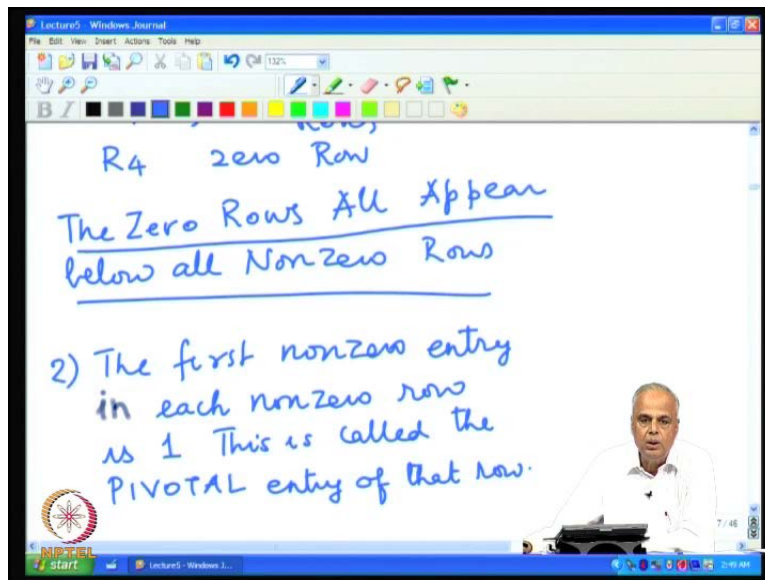 Lecture5 - Windows Journal
File Edit View Insert Actions Tools Help
132%
B I
Rows,
R4 zero Row
The Zero Rows All Appear
below all Nonzero Rows
2) The first nonzero entry
in each nonzero row
is 1 This is called the
PIVOTAL entry of that row.
7 / 46
NPTEL
start Lecture5 - Windows J... 2:49 AM